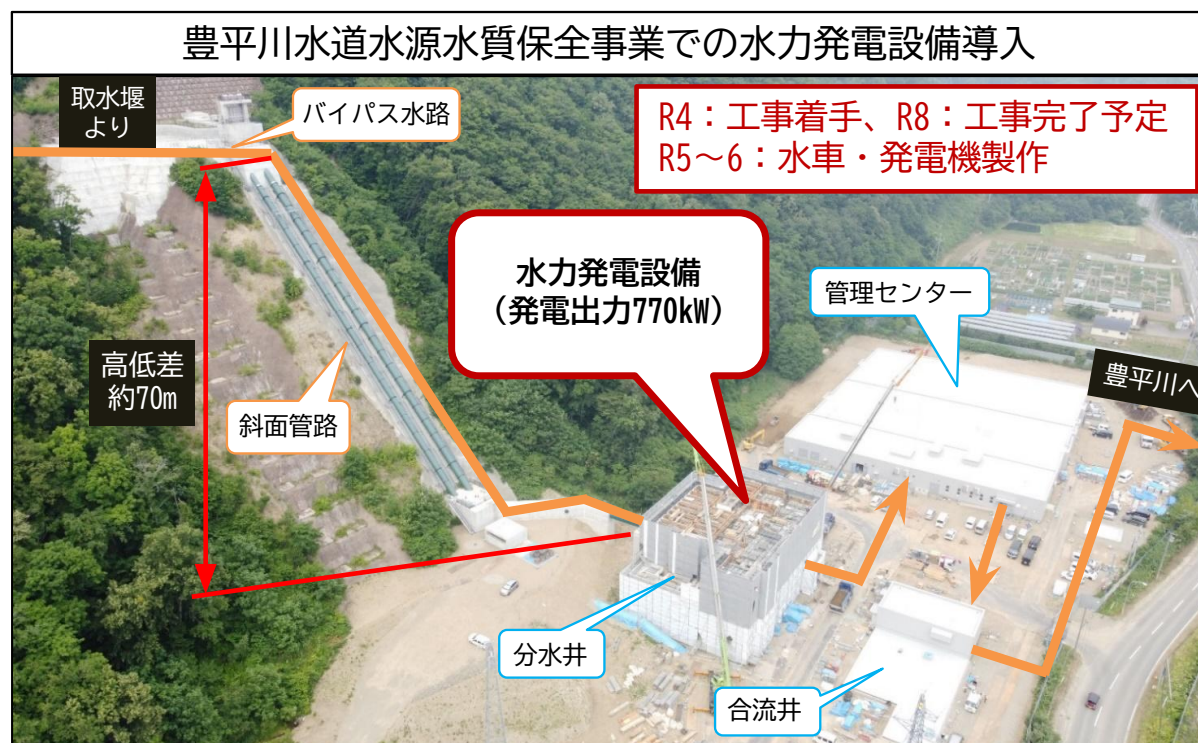 豊平川水道水源水質保全事業での水力発電設備導入
取水堰
より
バイパス水路
R4：工事着手、R8：工事完了予定
R5～6：水車・発電機製作
水力発電設備
（発電出力770kW）
管理センター
高低差
約70m
斜面管路
豊平川へ
分水井
合流井